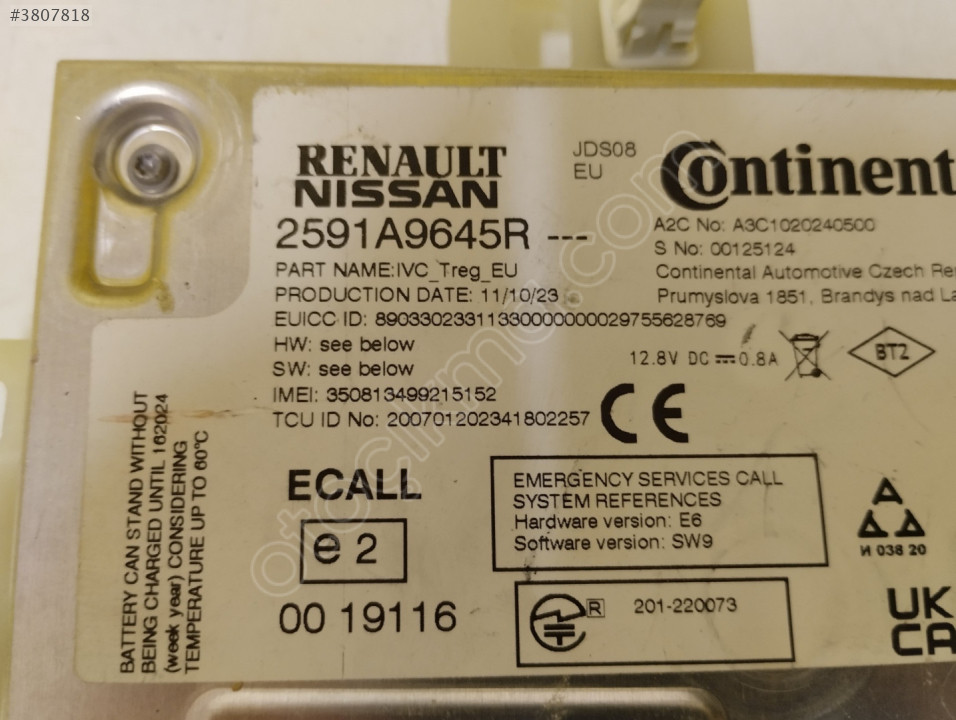 #3807818
RENAULT
NISSAN
JDS08
EU
Continent
2591A9645R ---
A2C No: A3C1020240500
S No: 00125124
PART NAME:IVC_Treg_EU
Continental Automotive Czech Re
PRODUCTION DATE: 11/10/23
Prumyslova 1851, Brandys nad La
EUICC ID: 89033023311330000000029755628769
HW: see below
12.8V DC 0.8A
BT2
SW: see below
IMEI: 350813499215152
TCU ID No: 200701202341802257
CE
BATTERY CAN STAND WITHOUT
BEING CHARGED UNTIL 162024
(week year) CONSIDERING
TEMPERATURE UP TO 60°C
ECALL
e 2
00 19116
EMERGENCY SERVICES CALL
SYSTEM REFERENCES
Hardware version: E6
Software version: SW9
R 201-220073
И 038 20
UK
CA
otocikmaci.com